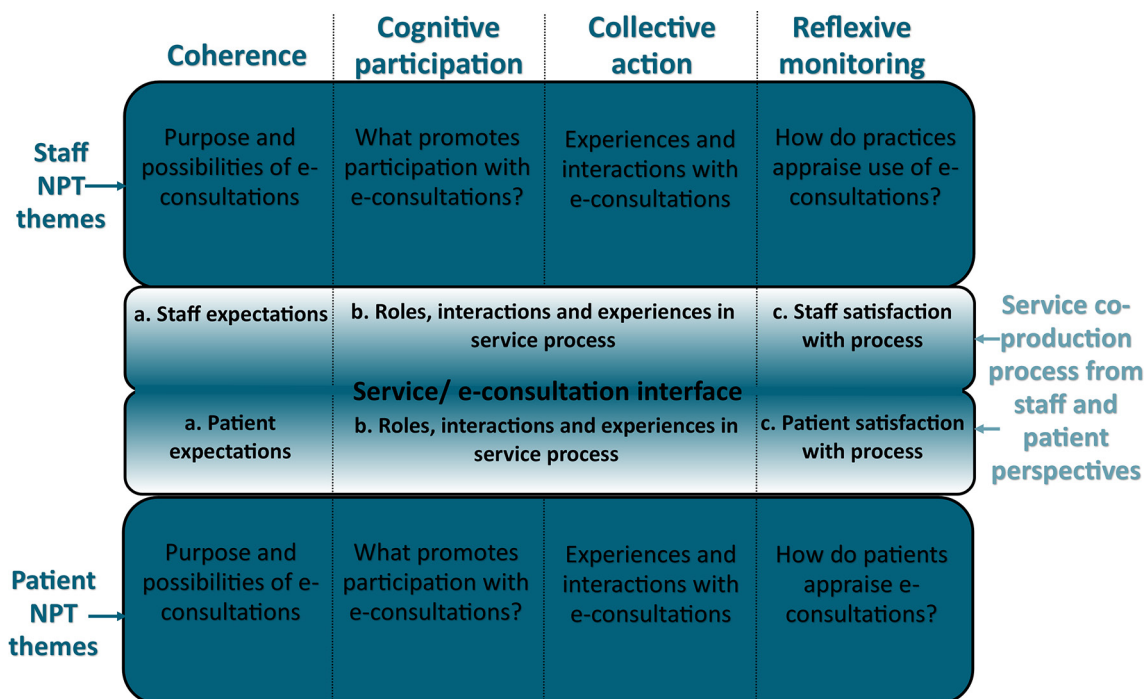 Coherence
Cognitive
participation
Collective
action
Reflexive
monitoring
Staff
NPT
themes
Purpose and
possibilities of e-
consultations
What promotes
participation with
e-consultations?
Experiences and
interactions with
e-consultations
How do practices
appraise use of e-
consultations?
a. Staff expectations
b. Roles, interactions and experiences in
service process
c. Staff satisfaction
with process
Service/ e-consultation interface
a. Patient
expectations
b. Roles, interactions and experiences in
service process
c. Patient satisfaction
with process
Service co-
production
process from
staff and
patient
perspectives
Patient
NPT
themes
Purpose and
possibilities of e-
consultations
What promotes
participation with
e-consultations?
Experiences and
interactions with
e-consultations
How do patients
appraise e-
consultations?